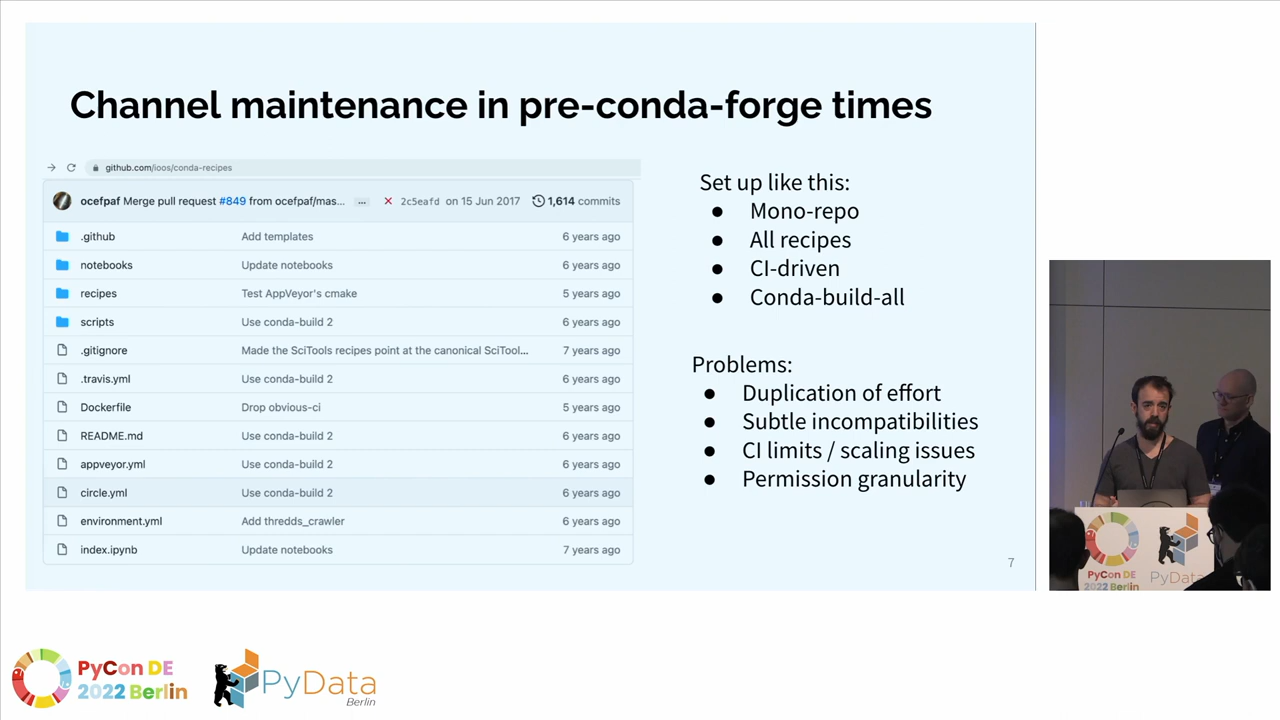 Channel maintenance in pre-conda-forge times
github.com/ioos/conda-recipes
ocefpaf Merge pull request #849 from ocefpaf/mas... ... 2c5eafd on 15 Jun 2017 1,614 commits
.github Add templates 6 years ago
notebooks Update notebooks 6 years ago
recipes Test AppVeyor's cmake 5 years ago
scripts Use conda-build 2 6 years ago
.gitignore Made the SciTools recipes point at the canonical SciTool... 7 years ago
.travis.yml Use conda-build 2 6 years ago
Dockerfile Drop obvious-ci 5 years ago
README.md Use conda-build 2 6 years ago
appveyor.yml Use conda-build 2 6 years ago
circle.yml Use conda-build 2 6 years ago
environment.yml Add thredds_crawler 6 years ago
index.ipynb Update notebooks 7 years ago
Set up like this:
● Mono-repo
● All recipes
● CI-driven
● Conda-build-all
Problems:
● Duplication of effort
● Subtle incompatibilities
● CI limits / scaling issues
● Permission granularity
7
PyCon DE
2022 Berlin
PyData
PyCon DE
2022 Berlin
PyData
Berlin